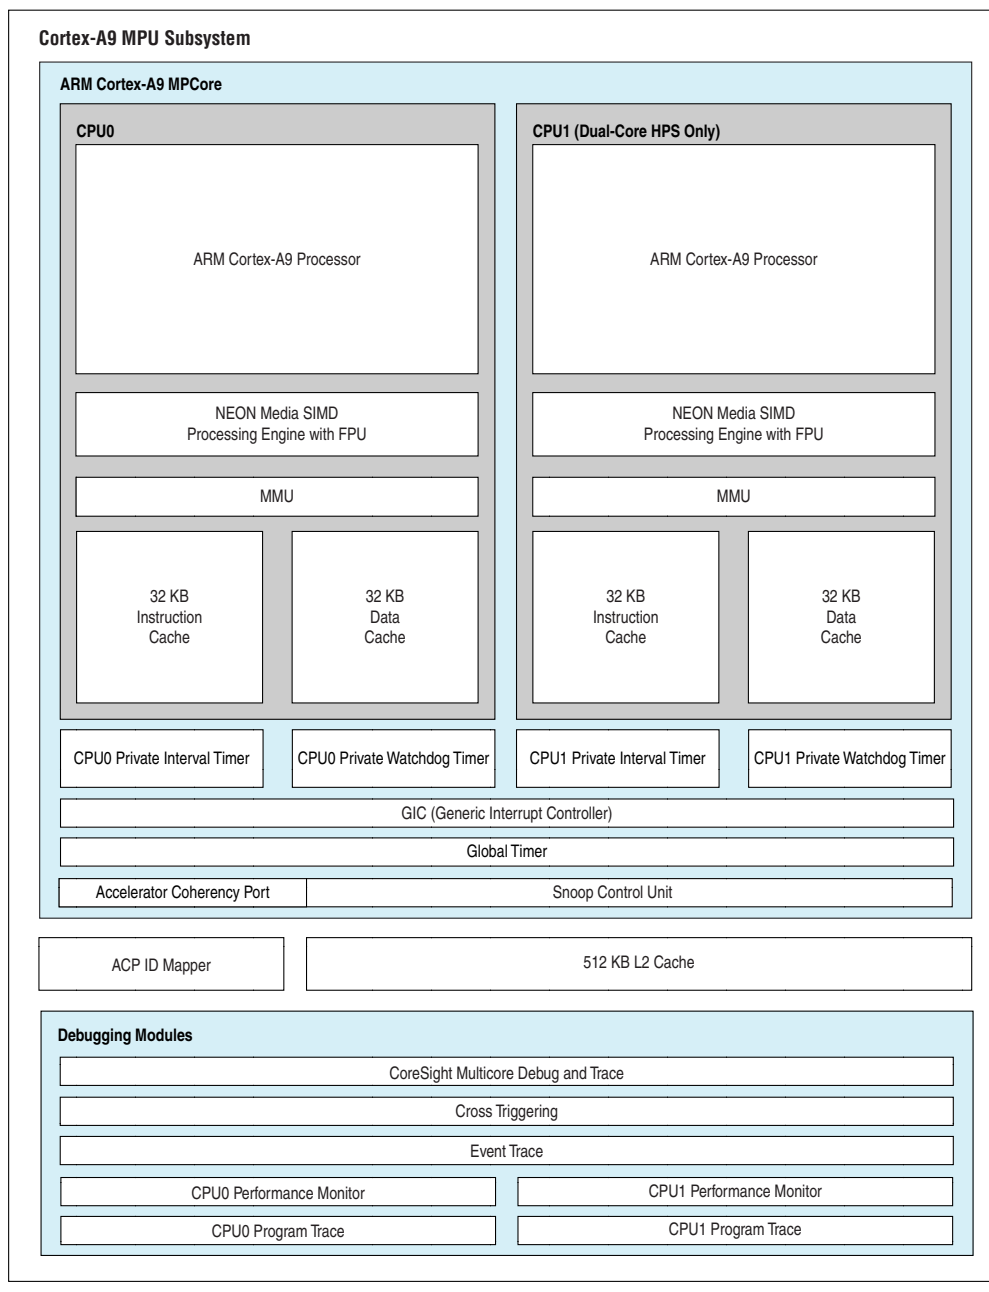 Cortex-A9 MPU Subsystem
ARM Cortex-A9 MPCore
CPU0
ARM Cortex-A9 Processor
NEON Media SIMD
Processing Engine with FPU
MMU
32 KB
Instruction
Cache
32 KB
Data
Cache
CPU1 (Dual-Core HPS Only)
ARM Cortex-A9 Processor
NEON Media SIMD
Processing Engine with FPU
MMU
32 KB
Instruction
Cache
32 KB
Data
Cache
CPU0 Private Interval Timer
CPU0 Private Watchdog Timer
CPU1 Private Interval Timer
CPU1 Private Watchdog Timer
GIC (Generic Interrupt Controller)
Global Timer
Accelerator Coherency Port
Snoop Control Unit
ACP ID Mapper
512 KB L2 Cache
Debugging Modules
CoreSight Multicore Debug and Trace
Cross Triggering
Event Trace
CPU0 Performance Monitor
CPU1 Performance Monitor
CPU0 Program Trace
CPU1 Program Trace